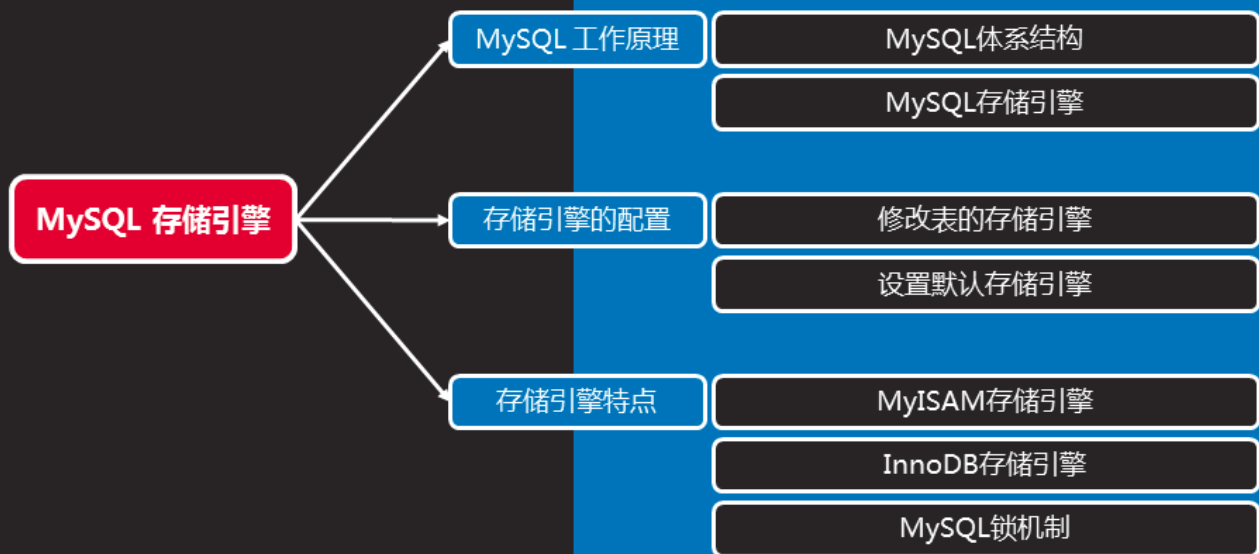 MySQL 存储引擎
MySQL 工作原理
MySQL体系结构
MySQL存储引擎
存储引擎的配置
修改表的存储引擎
设置默认存储引擎
存储引擎特点
MyISAM存储引擎
InnoDB存储引擎
MySQL锁机制